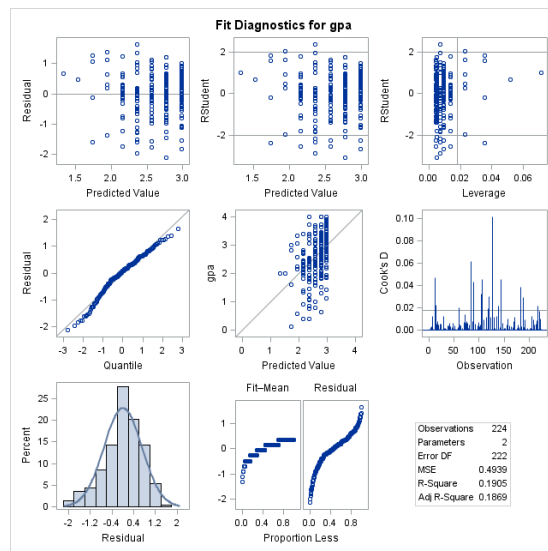 Fit Diagnostics for gpa
Residual
1
0
-1
-2
1.5 2.0 2.5 3.0
Predicted Value
RStudent
2
0
-2
1.5 2.0 2.5 3.0
Predicted Value
RStudent
2
0
-2
0.00 0.02 0.04 0.06
Leverage
Residual
2
1
0
-1
-2
-3 -2 -1 0 1 2 3
Quantile
gpa
4
3
2
1
0
0 1 2 3 4
Predicted Value
Cook's D
0.10
0.08
0.06
0.04
0.02
0.00
0 50 100 150 200
Observation
Percent
25
20
15
10
5
0
-2 -1.2 -0.4 0.4 1.2 2
Residual
Fit–Mean Residual
2
1
0
-1
-2
0.0 0.4 0.8 0.0 0.4 0.8
Proportion Less
Observations 224
Parameters 2
Error DF 222
MSE 0.4939
R-Square 0.1905
Adj R-Square 0.1869